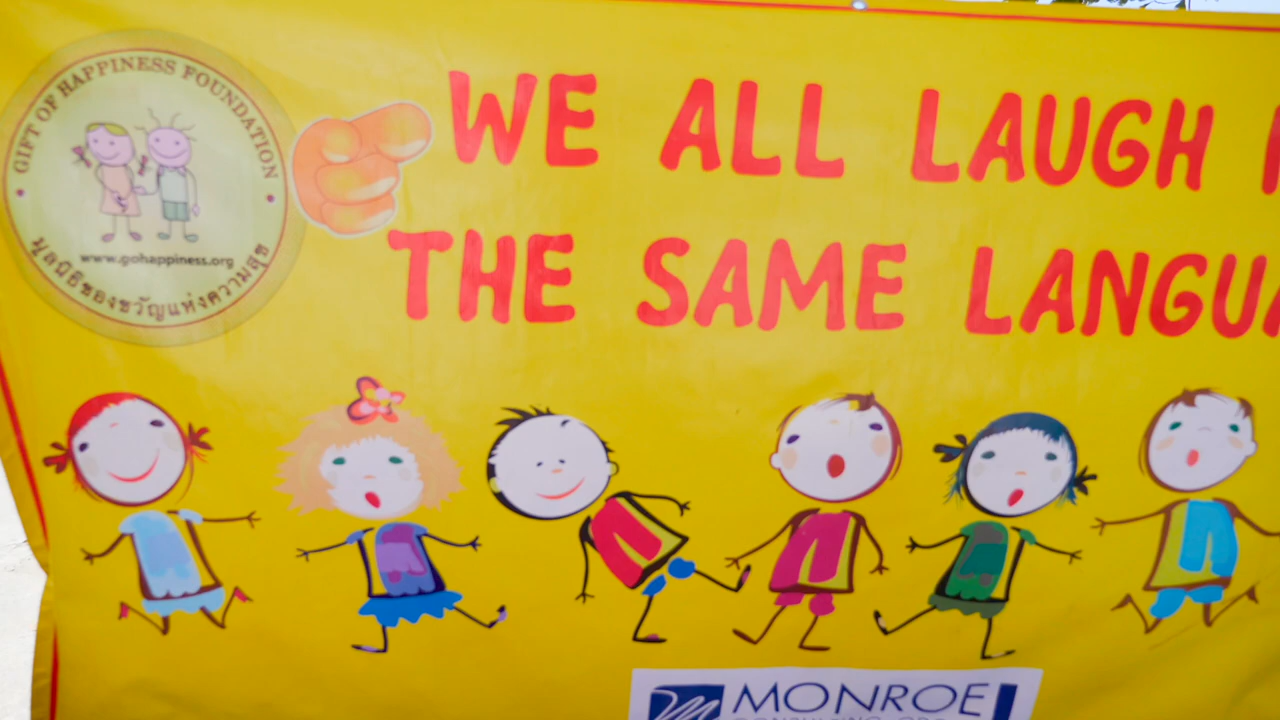 GIFT OF HAPPINESS FOUNDATION
www.gohappiness.org
มูลนิธิของขวัญแห่งความสุข
WE ALL LAUGH
THE SAME LANGUA
MONROE